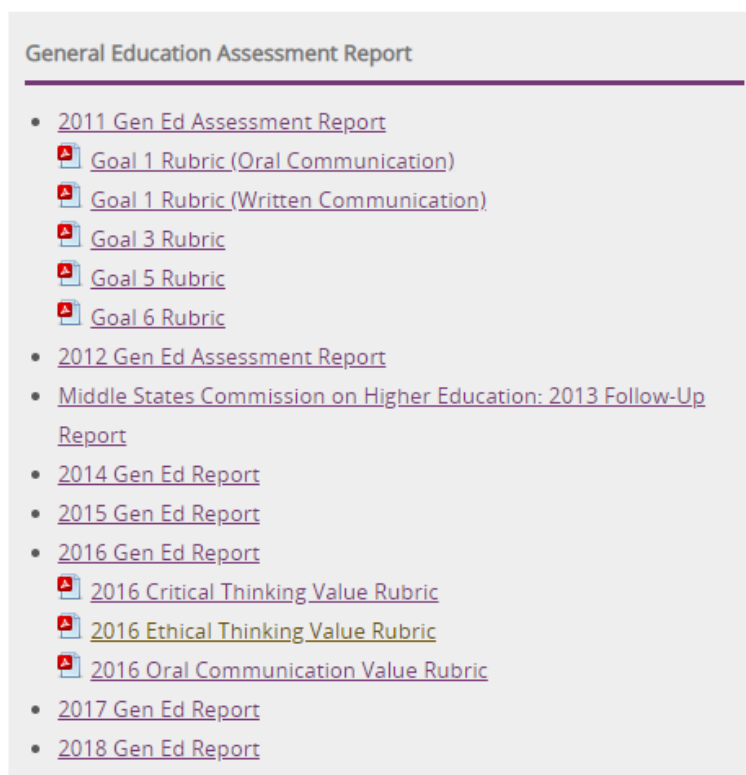 General Education Assessment Report
2011 Gen Ed Assessment Report
Goal 1 Rubric (Oral Communication)
Goal 1 Rubric (Written Communication)
Goal 3 Rubric
Goal 5 Rubric
Goal 6 Rubric
2012 Gen Ed Assessment Report
Middle States Commission on Higher Education: 2013 Follow-Up
Report
2014 Gen Ed Report
2015 Gen Ed Report
2016 Gen Ed Report
2016 Critical Thinking Value Rubric
2016 Ethical Thinking Value Rubric
2016 Oral Communication Value Rubric
2017 Gen Ed Report
2018 Gen Ed Report